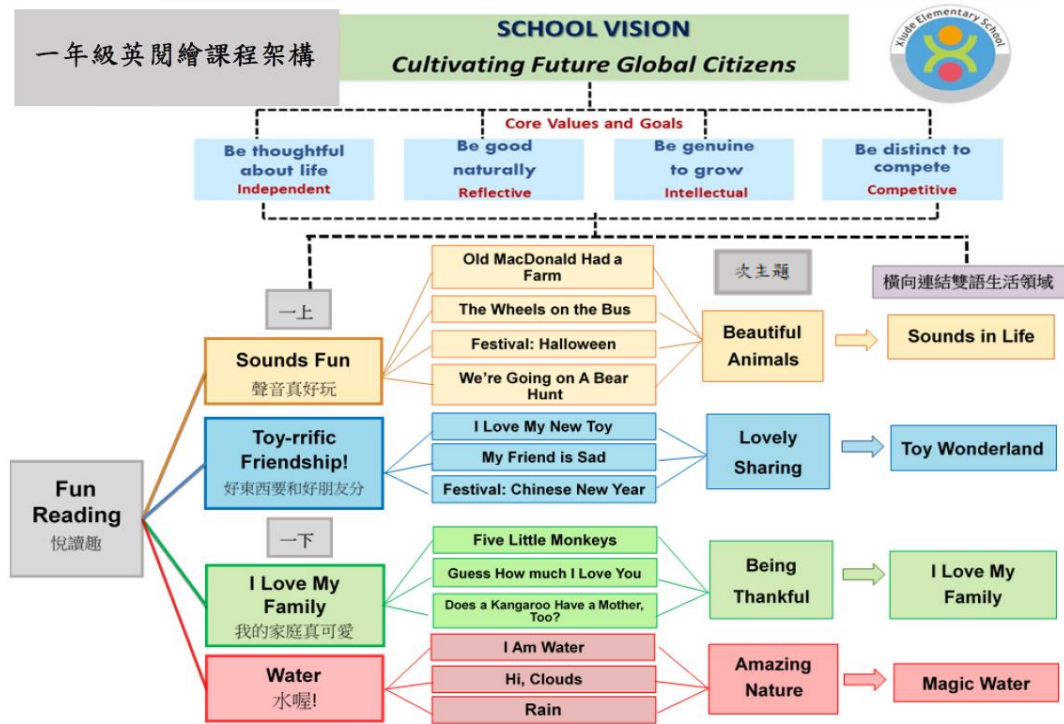 一年級英閱繪課程架構
SCHOOL VISION
Cultivating Future Global Citizens
Xiude Elementary School
Core Values and Goals
Be thoughtful
about life
Independent
Be good
naturally
Reflective
Be genuine
to grow
Intellectual
Be distinct to
compete
Competitive
次主題
橫向連結雙語生活領域
Fun
Reading
悅讀趣
一上
Sounds Fun
聲音真好玩
Old MacDonald Had a
Farm
The Wheels on the Bus
Festival: Halloween
We're Going on A Bear
Hunt
Beautiful
Animals
Sounds in Life
Toy-rrific
Friendship!
好東西要和好朋友分
I Love My New Toy
My Friend is Sad
Festival: Chinese New Year
Lovely
Sharing
Toy Wonderland
一下
I Love My
Family
我的家庭真可愛
Five Little Monkeys
Guess How much I Love You
Does a Kangaroo Have a Mother,
Too?
Being
Thankful
I Love My
Family
Water
水喔!
I Am Water
Hi, Clouds
Rain
Amazing
Nature
Magic Water